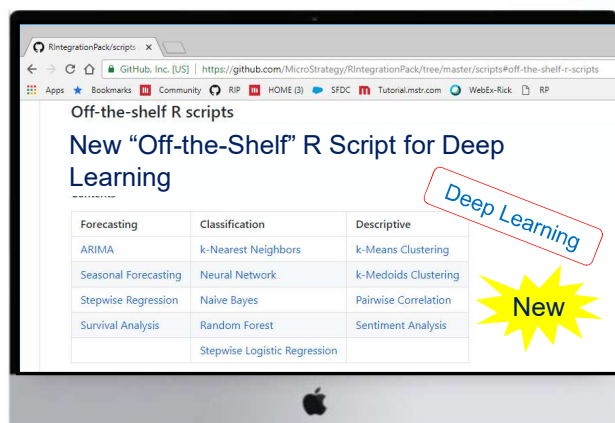 RIntegrationPack/scripts
GitHub, Inc. [US] | https://github.com/MicroStrategy/RIntegrationPack/tree/master/scripts#off-the-shelf-r-scripts
Apps Bookmarks Community RIP HOME (3) SFDC Tutorial.mstr.com WebEx-Rick RP
Off-the-shelf R scripts
New “Off-the-Shelf” R Script for Deep
Learning
Deep Learning
Forecasting Classification Descriptive
ARIMA k-Nearest Neighbors k-Means Clustering
Seasonal Forecasting Neural Network k-Medoids Clustering
Stepwise Regression Naive Bayes Pairwise Correlation
Survival Analysis Random Forest Sentiment Analysis
Stepwise Logistic Regression
New